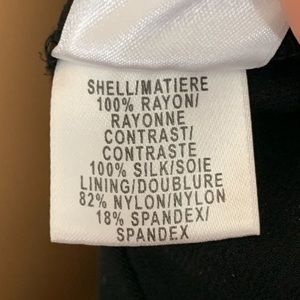 SHELL/MATIERE
100% RAYON/
RAYONNE
CONTRAST/
CONTRASTE
100% SILK/SOIE
LINING/DOUBLURE
82% NYLON/NYLON
18% SPANDEX/
SPANDEX